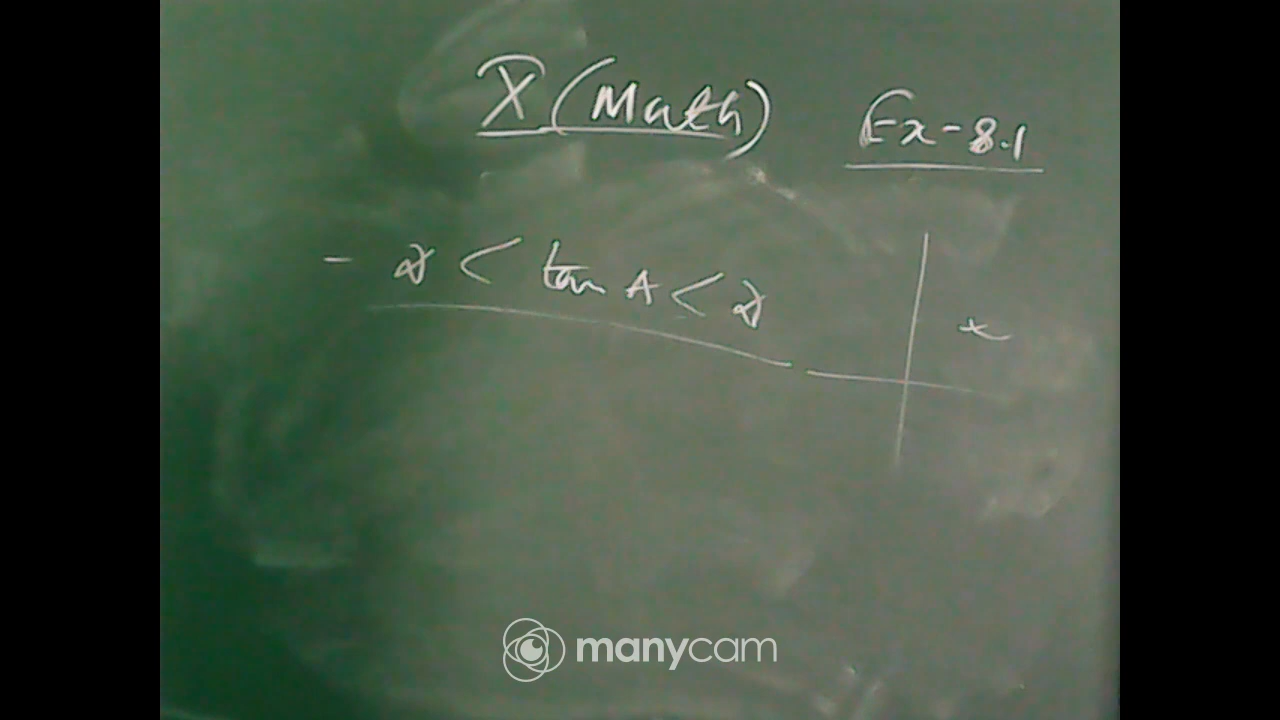 X (Math) Ex-8.1
- ∞ < tan A < ∞
x
manycam